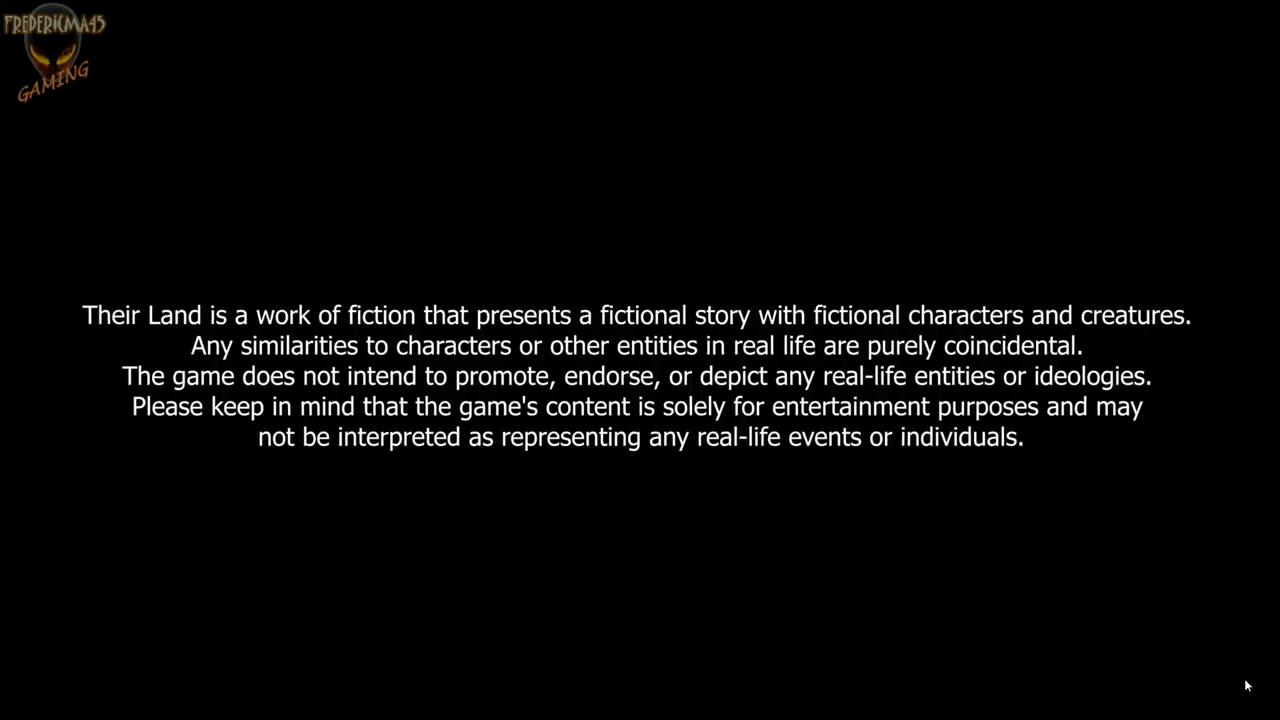 FREDERICMA45
GAMING
Their Land is a work of fiction that presents a fictional story with fictional characters and creatures.
Any similarities to characters or other entities in real life are purely coincidental.
The game does not intend to promote, endorse, or depict any real-life entities or ideologies.
Please keep in mind that the game's content is solely for entertainment purposes and may
not be interpreted as representing any real-life events or individuals.